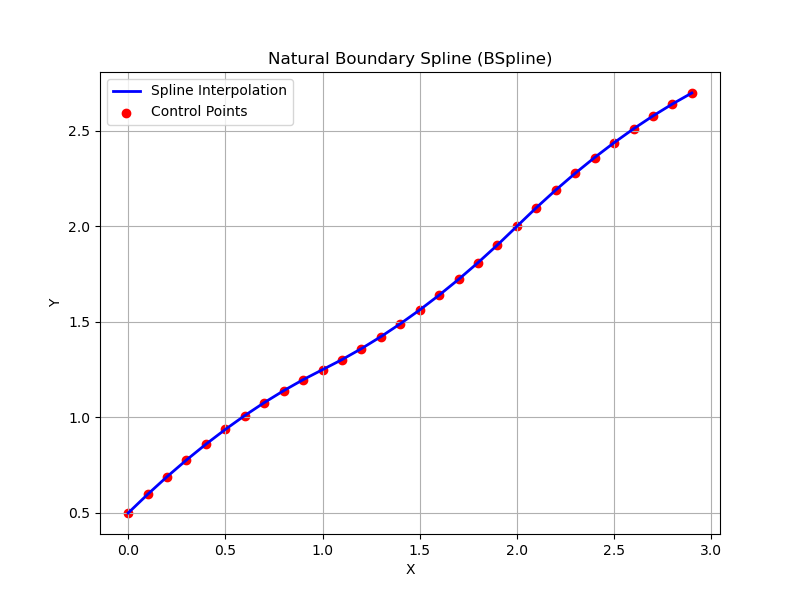 Natural Boundary Spline (BSpline)
Spline Interpolation
Control Points
2.5
2.0
1.5
1.0
0.5
Y
0.0 0.5 1.0 1.5 2.0 2.5 3.0
X